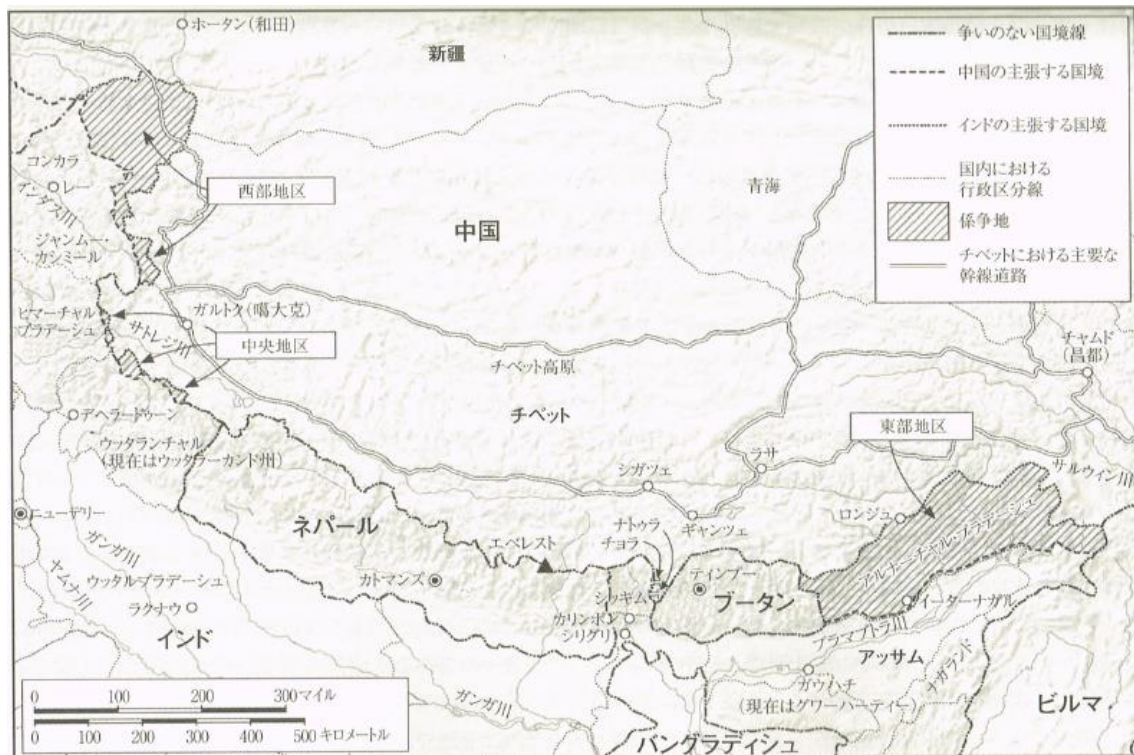 ホータン(和田)
新疆
争いのない国境線
中国の主張する国境
インドの主張する国境
国内における
行政区分線
係争地
チベットにおける主要な
幹線道路
コンカラ
レー
インダス川
西部地区
青海
中国
ジャンムー・
カシミール
ヒマーチャル
プラデーシュ
ガルトク(噶大克)
サトレジ川
中央地区
チベット高原
チャムド
(昌都)
デヘラードゥーン
チベット
東部地区
ウッタランチャル
(現在はウッタラーカンド州)
シガツェ
ラサ
サルウィン川
ニューデリー
ネパール
ナトゥラ
チョラ
ギャンツェ
ロンジュ
エベレスト
アルナーチャル・プラデーシュ
ガンガ川
ヤムナ川
ウッタルプラデーシュ
カトマンズ
シッキム
ティンプー
ブータン
イーターナガル
ラクナウ
カリンポン
シリグリ
ブラマプトラ川
インド
アッサム
ナガランド
ガウハチ
(現在はグワーハーティー)
ビルマ
ガンガ川
バングラディシュ
0 100 200 300マイル
0 100 200 300 400 500 キロメートル